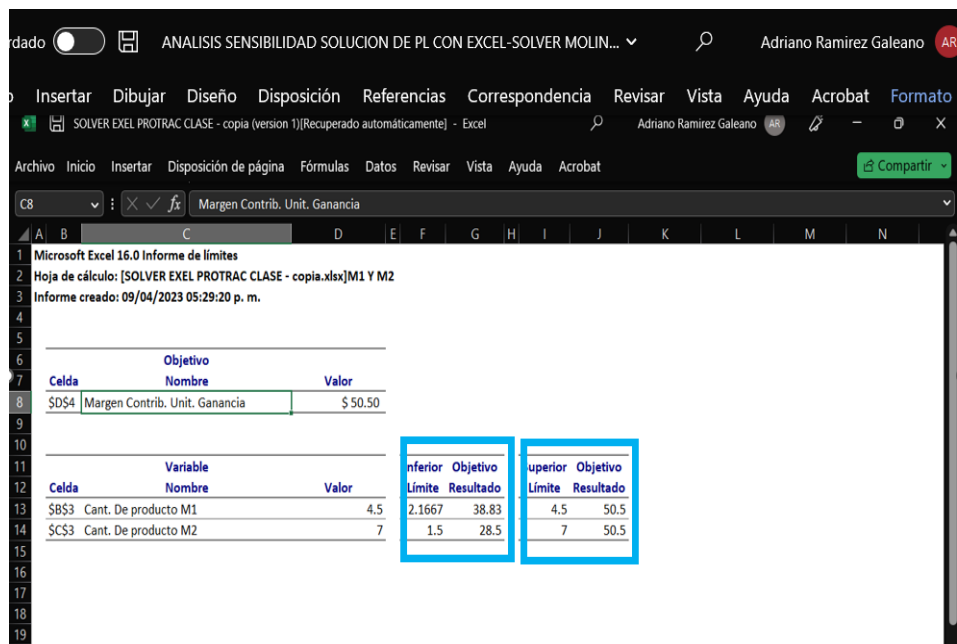 rdado ANALISIS SENSIBILIDAD SOLUCION DE PL CON EXCEL-SOLVER MOLIN... Adriano Ramirez Galeano AR
Insertar Dibujar Diseño Disposición Referencias Correspondencia Revisar Vista Ayuda Acrobat Formato
SOLVER EXEL PROTRAC CLASE - copia (version 1)[Recuperado automáticamente] - Excel Adriano Ramirez Galeano AR
Archivo Inicio Insertar Disposición de página Fórmulas Datos Revisar Vista Ayuda Acrobat Compartir
C8 fx Margen Contrib. Unit. Ganancia
A B C D E F G H I J K L M N
1 Microsoft Excel 16.0 Informe de límites
2 Hoja de cálculo: [SOLVER EXEL PROTRAC CLASE - copia.xlsx]M1 Y M2
3 Informe creado: 09/04/2023 05:29:20 p. m.
4
5
6 Objetivo
7 Celda Nombre Valor
8 $D$4 Margen Contrib. Unit. Ganancia $ 50.50
9
10
11 Variable nferior Objetivo uperior Objetivo
12 Celda Nombre Valor Límite Resultado Límite Resultado
13 $B$3 Cant. De producto M1 4.5 2.1667 38.83 4.5 50.5
14 $C$3 Cant. De producto M2 7 1.5 28.5 7 50.5
15
16
17
18
19